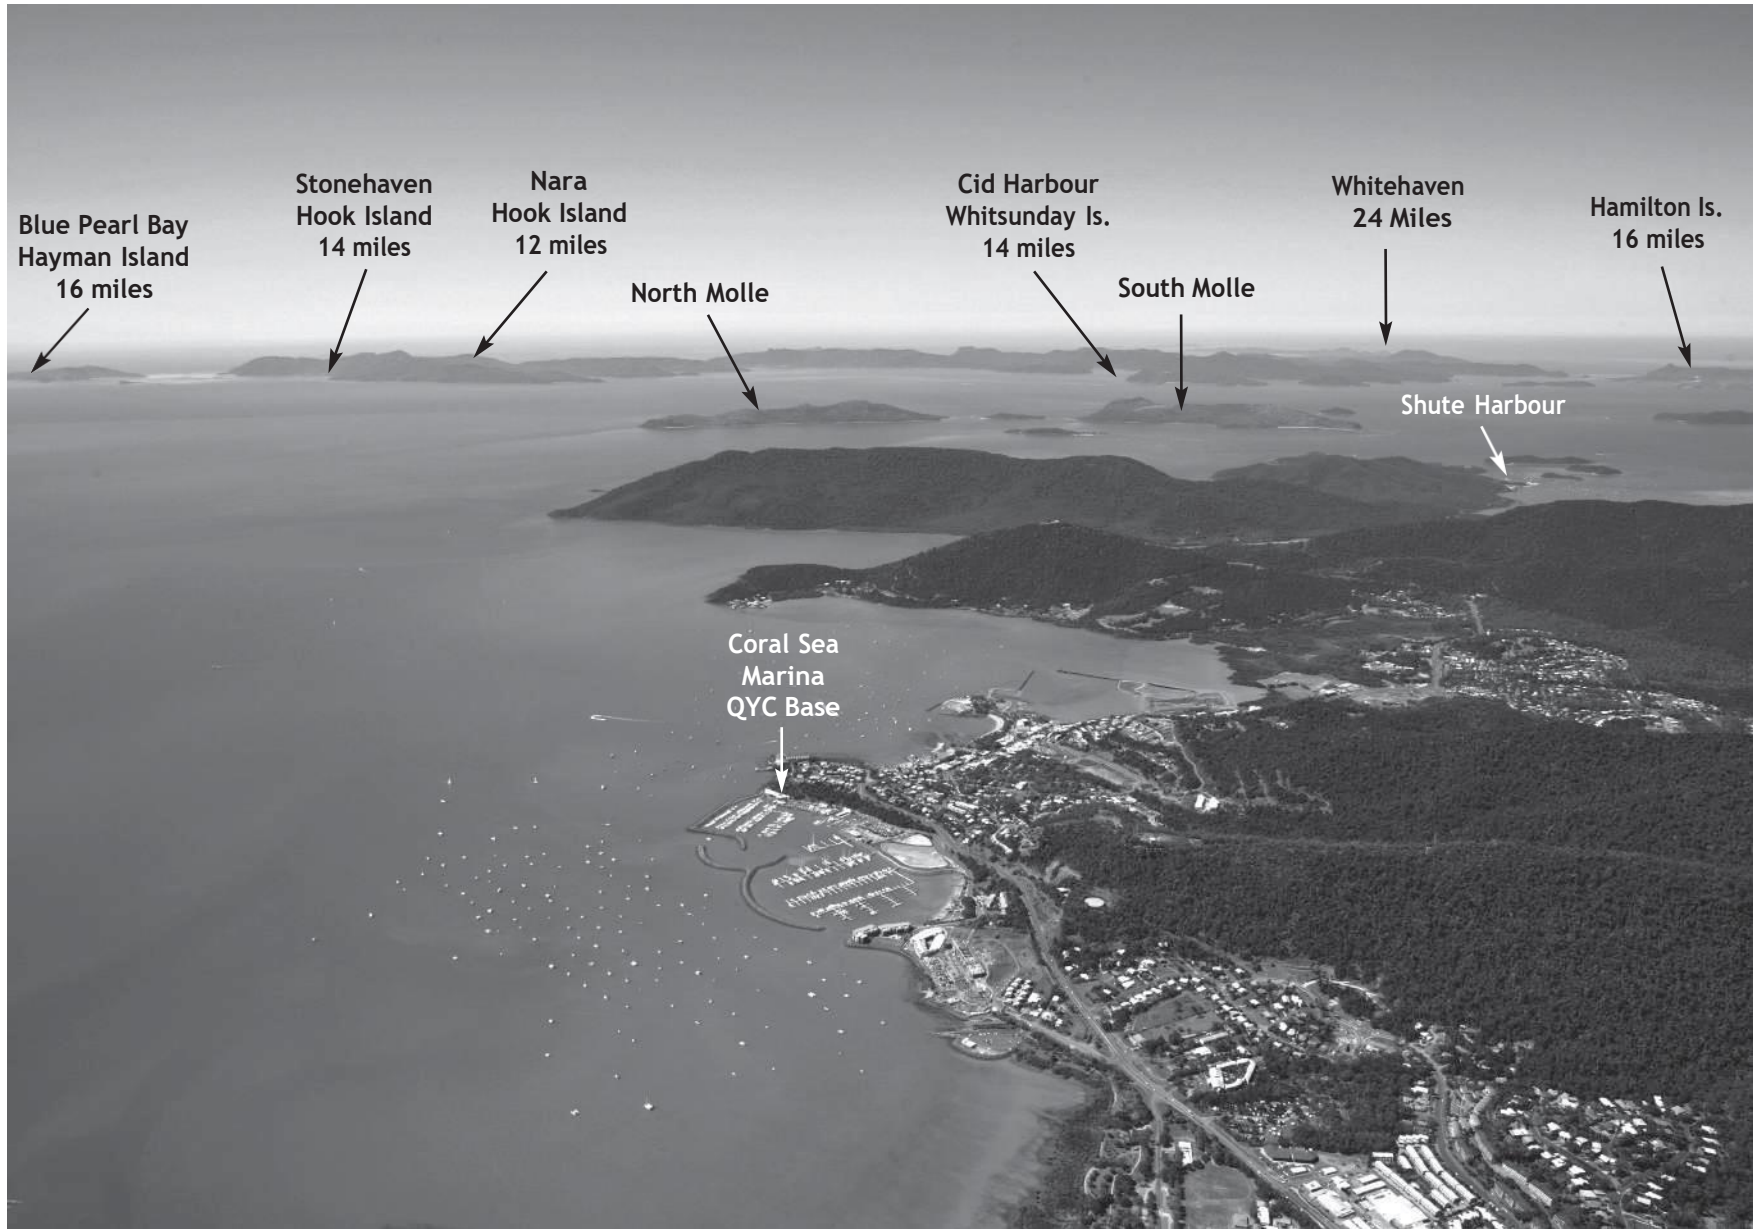 Blue Pearl Bay
Hayman Island
16 miles
Stonehaven
Hook Island
14 miles
Nara
Hook Island
12 miles
North Molle
Cid Harbour
Whitsunday Is.
14 miles
South Molle
Whitehaven
24 Miles
Hamilton Is.
16 miles
Shute Harbour
Coral Sea
Marina
QYC Base